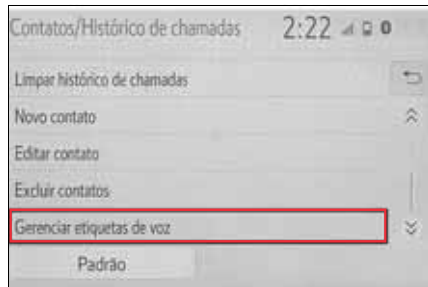 Contatos/Histórico de chamadas 2:22
Limpar histórico de chamadas
Novo contato
Editar contato
Excluir contatos
Gerenciar etiquetas de voz
Padrão